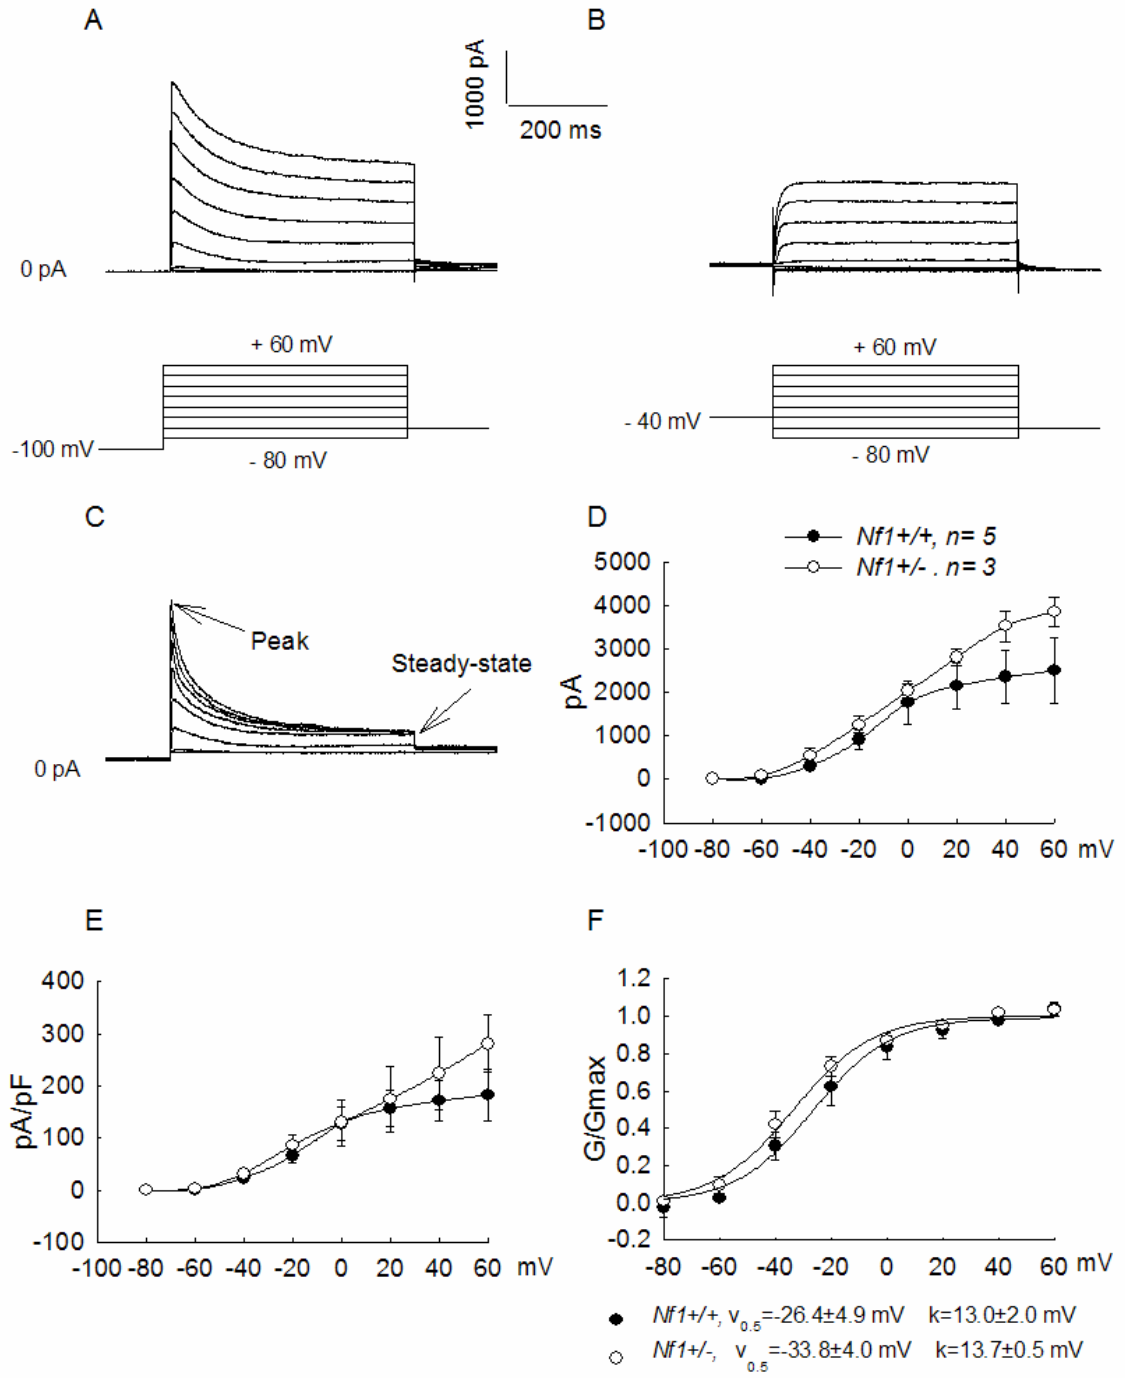 A
B
1000 pA
200 ms
0 pA
+ 60 mV
-100 mV
- 80 mV
+ 60 mV
- 40 mV
- 80 mV
C
Peak
Steady-state
0 pA
D
Nf1+/+, n= 5
Nf1+/- . n= 3
5000
4000
3000
2000
1000
0
-1000
pA
-100 -80 -60 -40 -20 0 20 40 60 mV
E
400
300
200
100
0
-100
pA/pF
-100 -80 -60 -40 -20 0 20 40 60 mV
F
1.2
1.0
0.8
0.6
0.4
0.2
0.0
-0.2
G/Gmax
-80 -60 -40 -20 0 20 40 60 mV
Nf1+/+, v0.5=-26.4±4.9 mV k=13.0±2.0 mV
Nf1+/-, v0.5=-33.8±4.0 mV k=13.7±0.5 mV